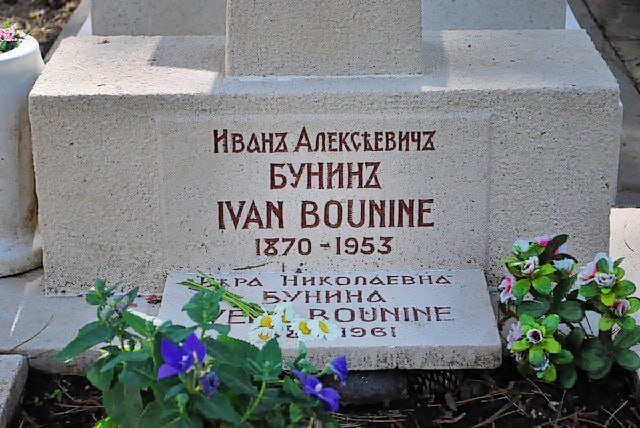 Иванъ Алексѣевичъ
БУНИНЪ
IVAN BOUNINE
1870 - 1953
Николаевна
БУНИНА
BOUNINE
1961